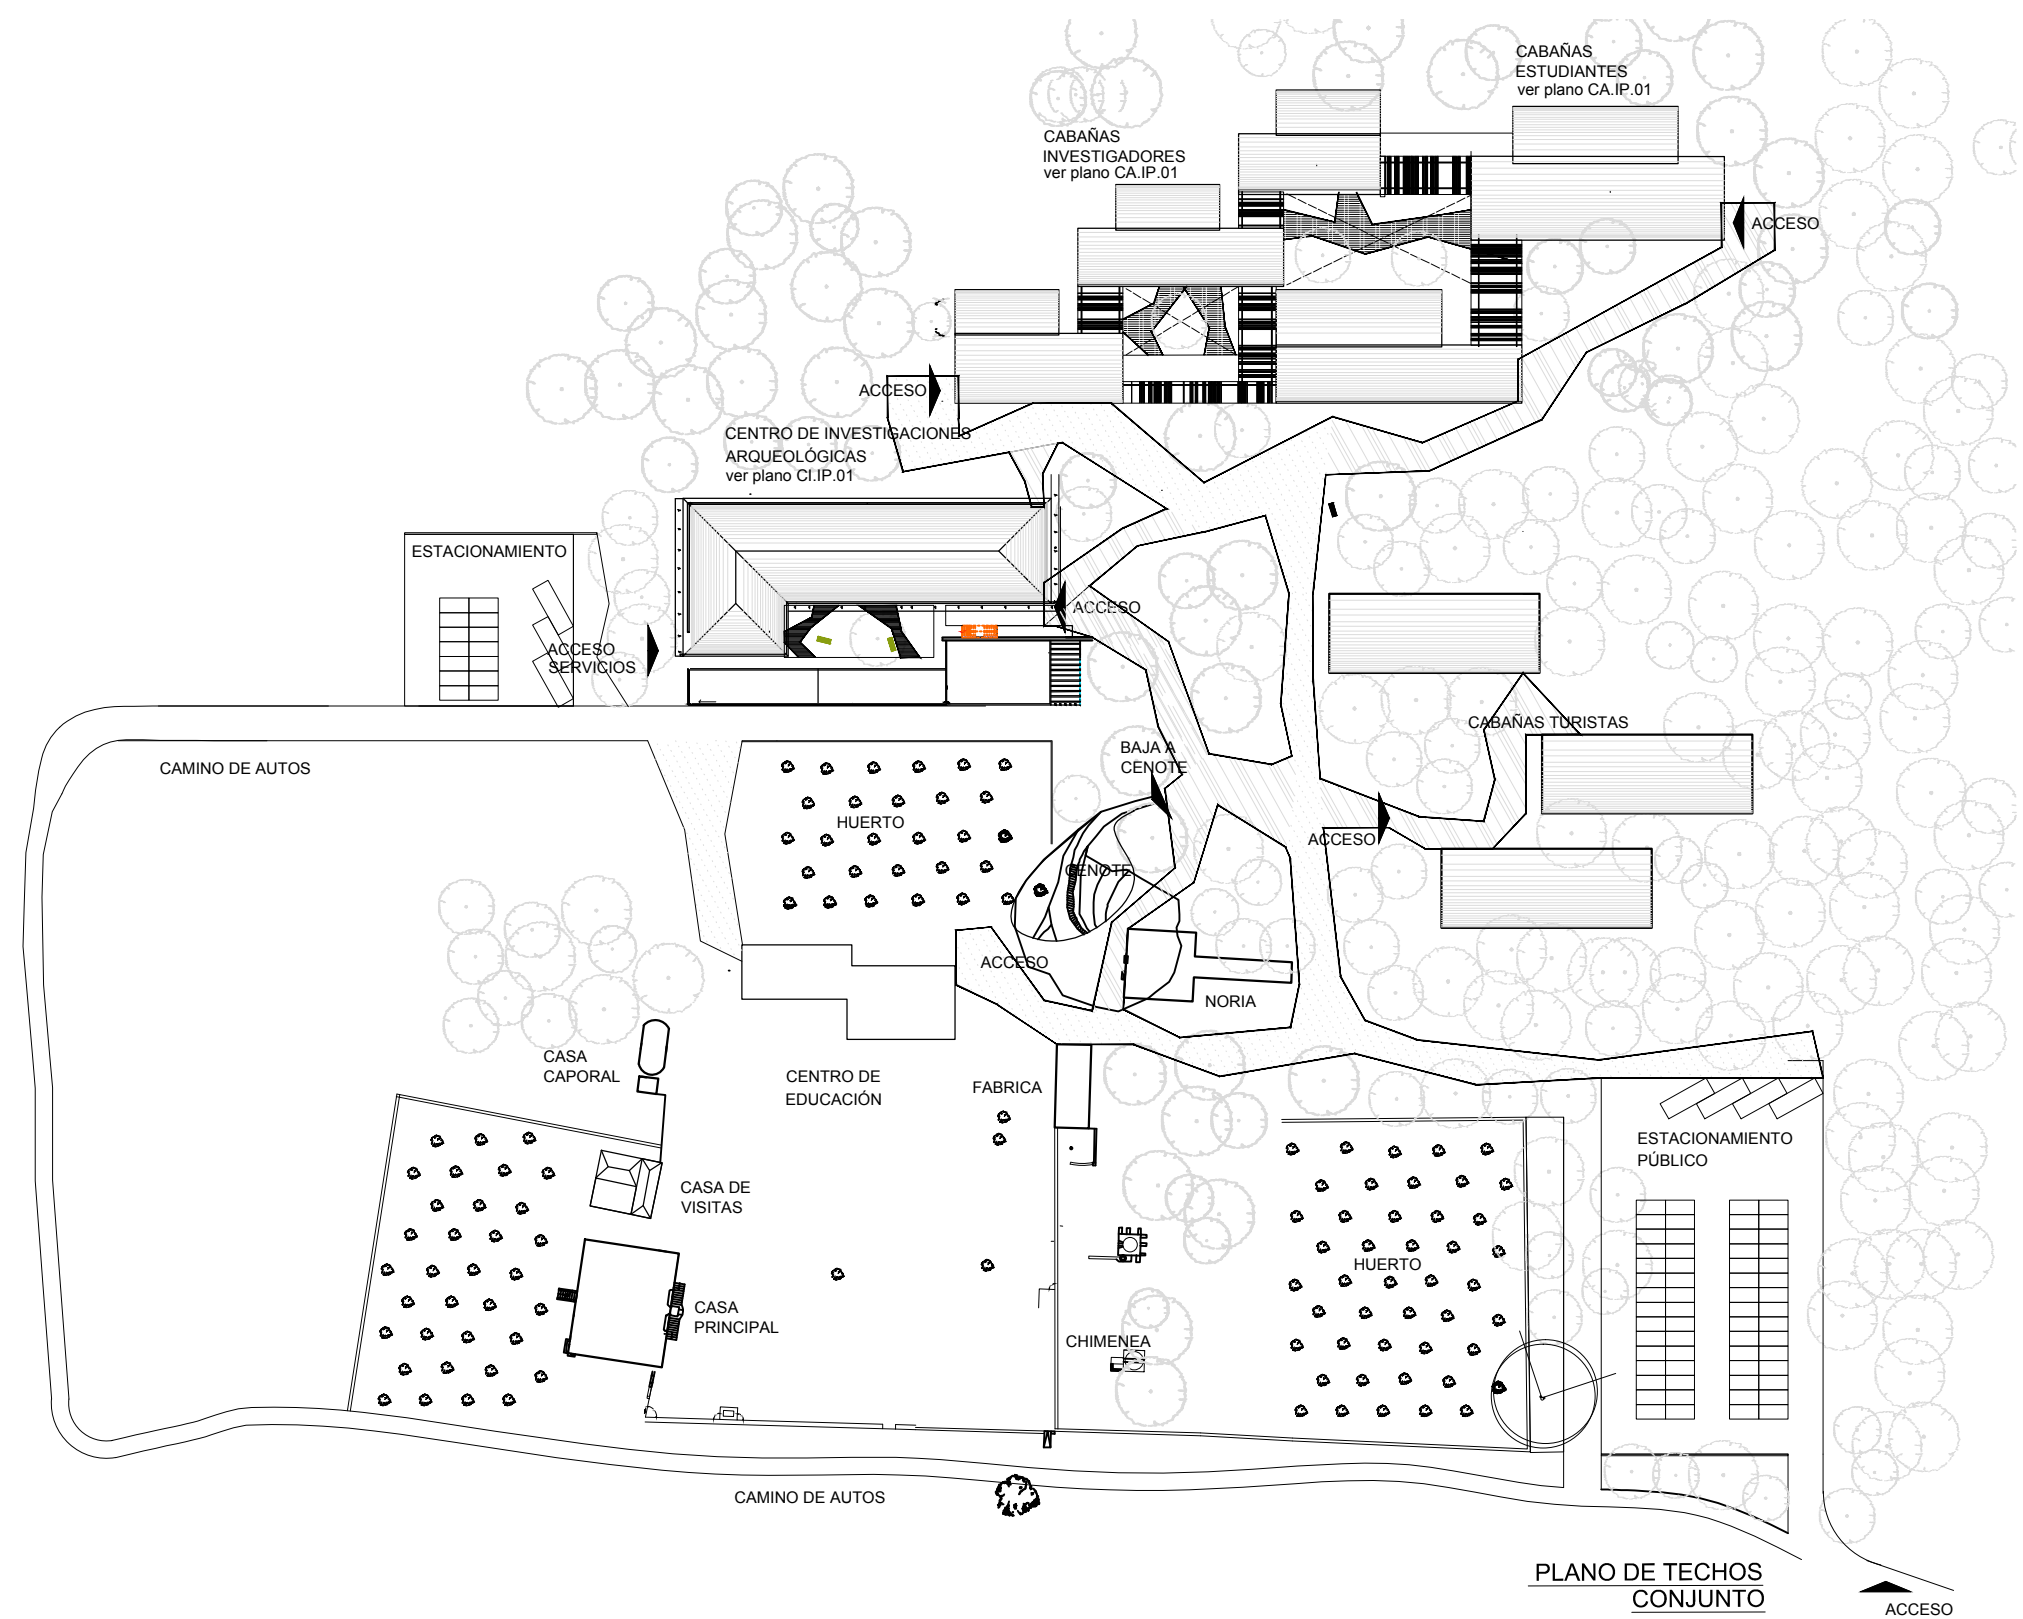 CABAÑAS
ESTUDIANTES
ver plano CA.IP.01
CABAÑAS
INVESTIGADORES
ver plano CA.IP.01
ACCESO
ACCESO
CENTRO DE INVESTIGACIONES
ARQUEOLÓGICAS
ver plano CI.IP.01
ESTACIONAMIENTO
ACCESO
ACCESO
SERVICIOS
CABAÑAS TURISTAS
BAJA A
CENOTE
CAMINO DE AUTOS
HUERTO
ACCESO
CENOTE
ACCESO
NORIA
CASA
CAPORAL
CENTRO DE
EDUCACIÓN
FABRICA
ESTACIONAMIENTO
PÚBLICO
CASA DE
VISITAS
HUERTO
CASA
PRINCIPAL
CHIMENEA
CAMINO DE AUTOS
PLANO DE TECHOS
CONJUNTO
ACCESO